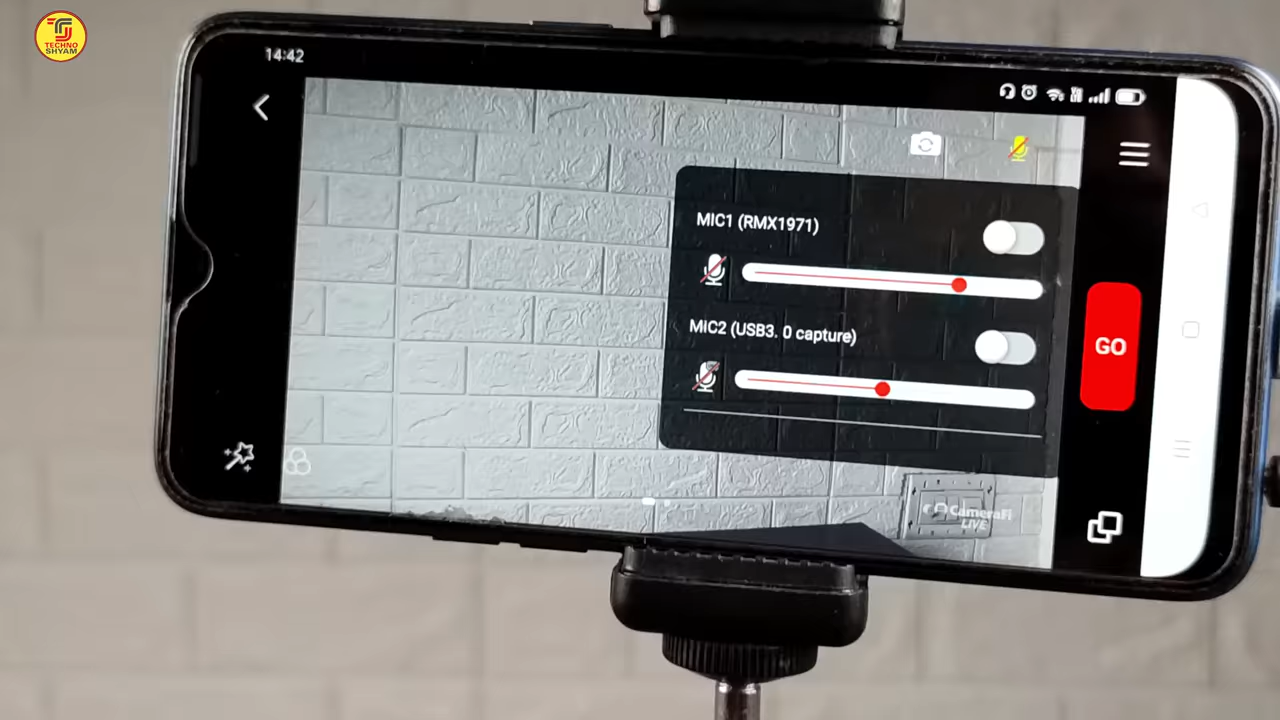 TECHNO
SHYAM
14:42
MIC1 (RMX1971)
MIC2 (USB3. 0 capture)
GO
CameraFi
LIVE